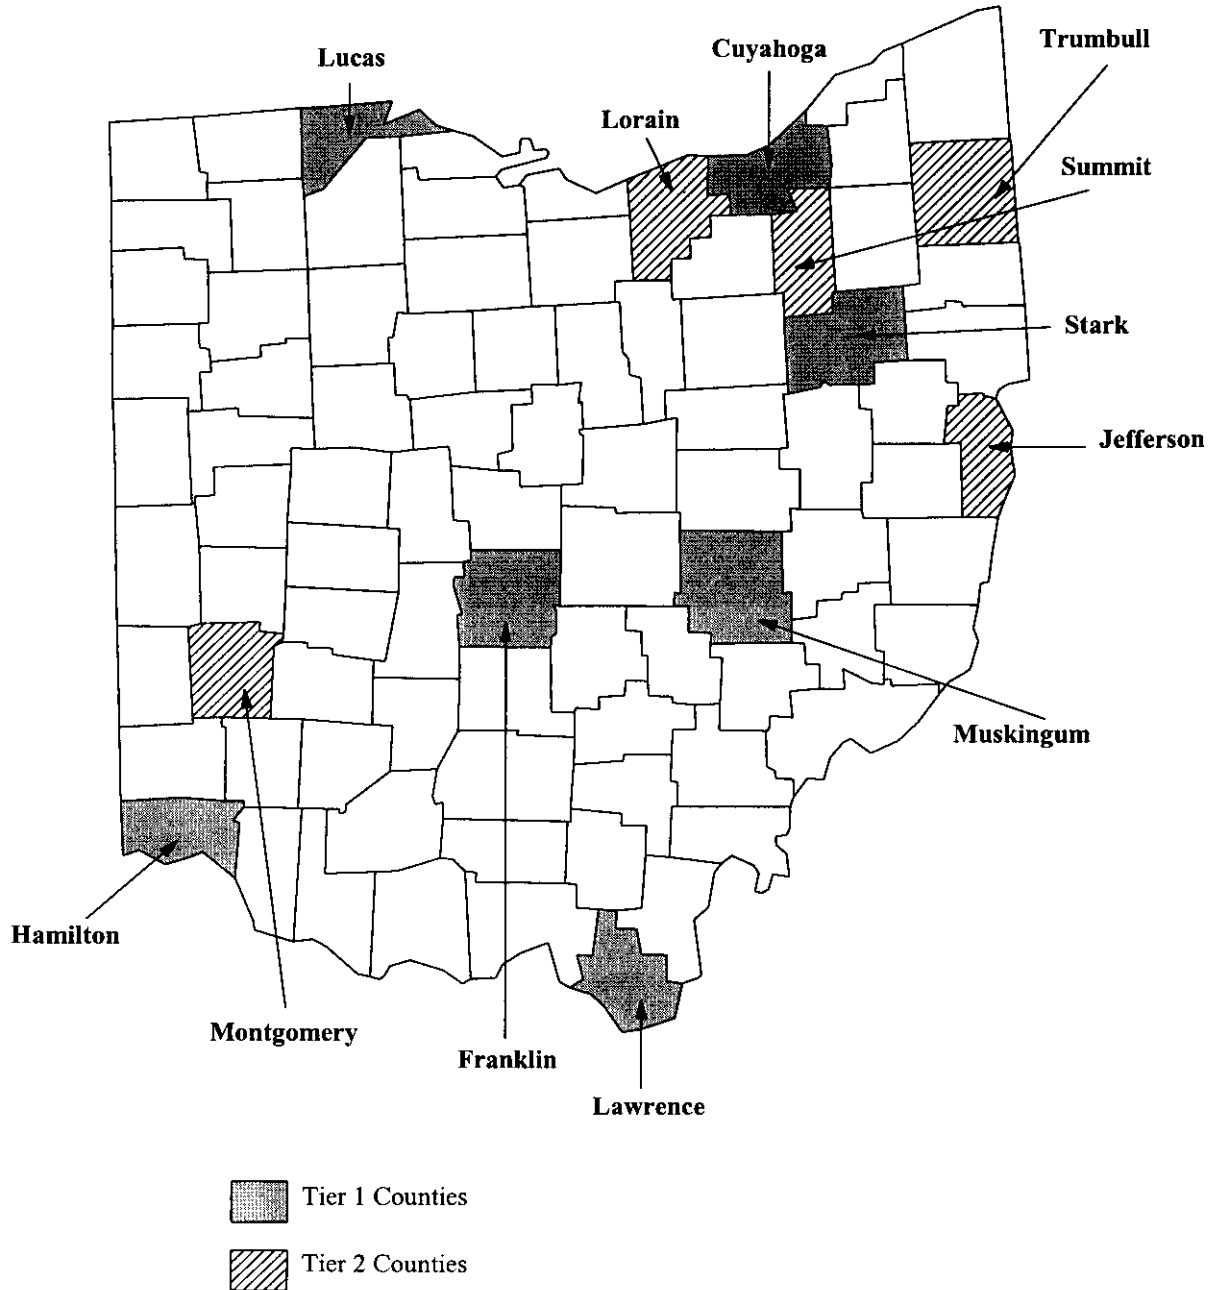 Trumbull
Cuyahoga
Lucas
Lorain
Summit
Stark
Jefferson
Muskingum
Hamilton
Montgomery
Franklin
Lawrence
Tier 1 Counties
Tier 2 Counties